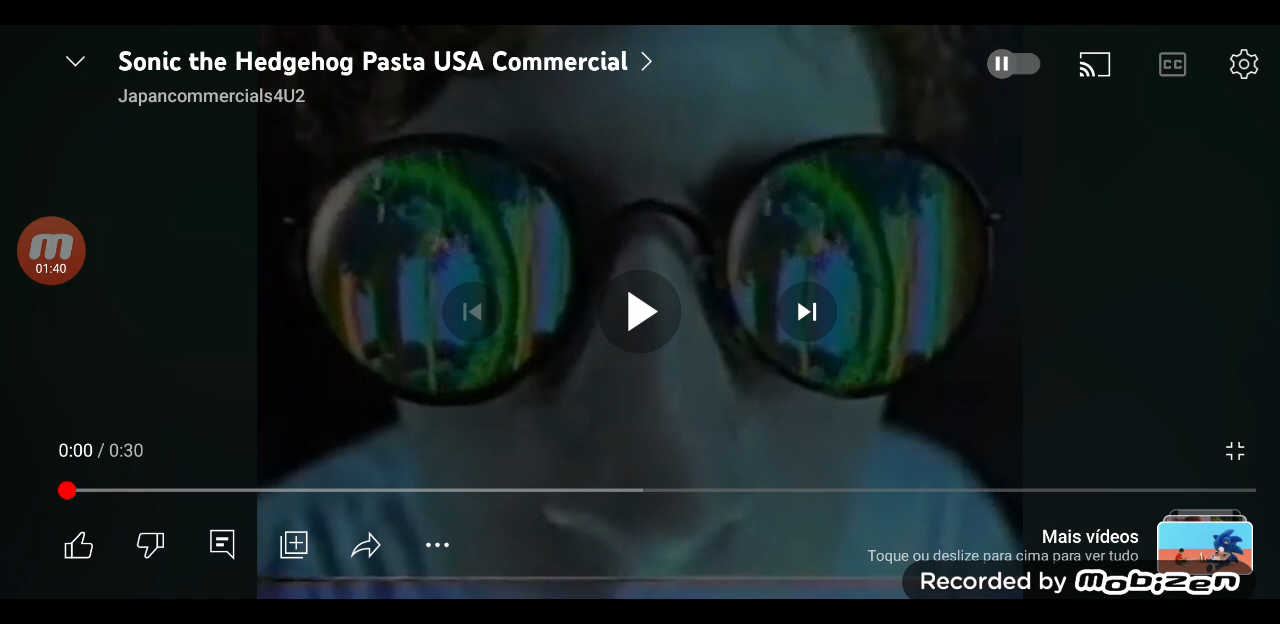 Sonic the Hedgehog Pasta USA Commercial
Japancommercials4U2
CC
m
01:40
0:00 / 0:30
Mais vídeos
Toque ou deslize para cima para ver tudo
Recorded by mobizen